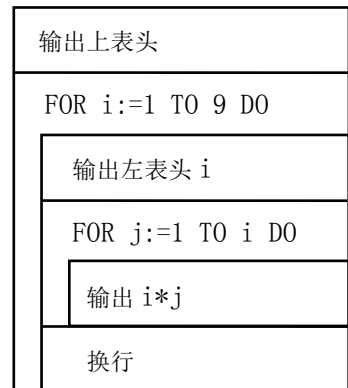 输出上表头
FOR i:=1 TO 9 DO
输出左表头 i
FOR j:=1 TO i DO
输出 i*j
换行